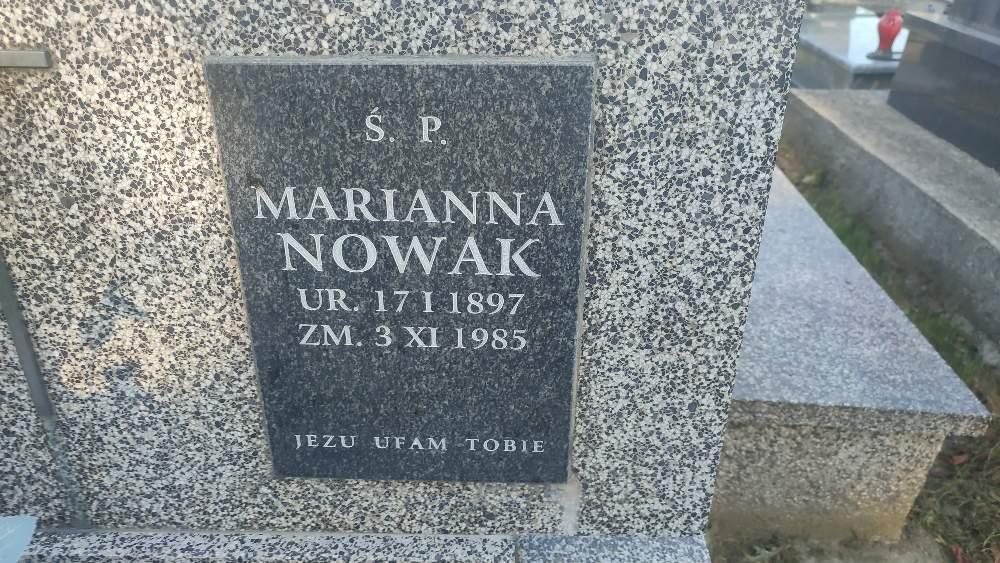 Ś. P.
MARIANNA
NOWAK
UR. 17 I 1897
ZM. 3 XI 1985
JEZU UFAM TOBIE